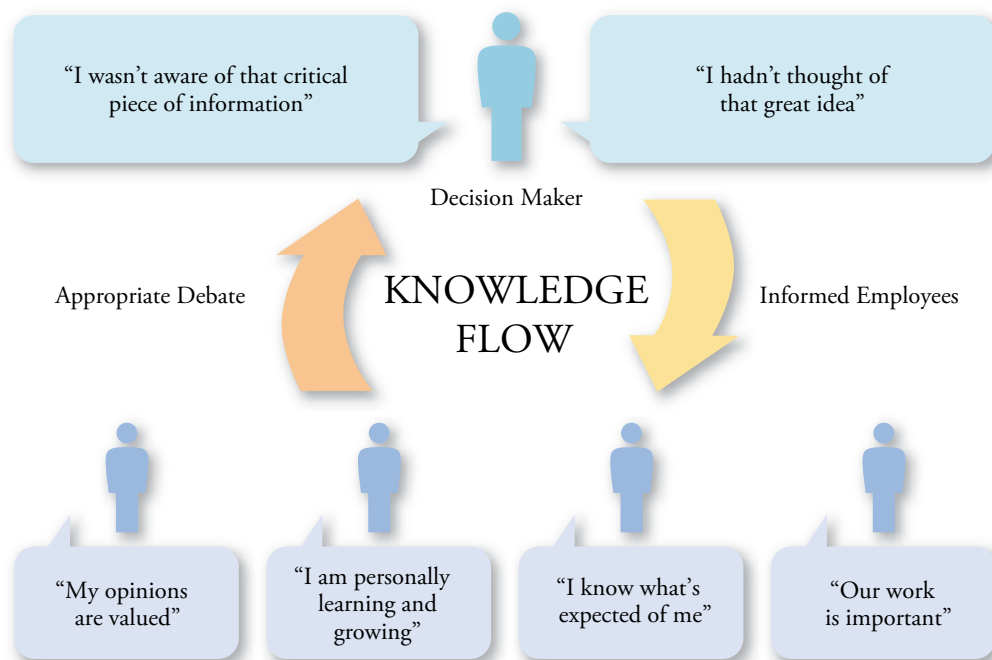 “I wasn’t aware of that critical
piece of information”
“I hadn’t thought of
that great idea”
Decision Maker
Appropriate Debate
KNOWLEDGE
FLOW
Informed Employees
“My opinions
are valued”
“I am personally
learning and
growing”
“I know what’s
expected of me”
“Our work
is important”